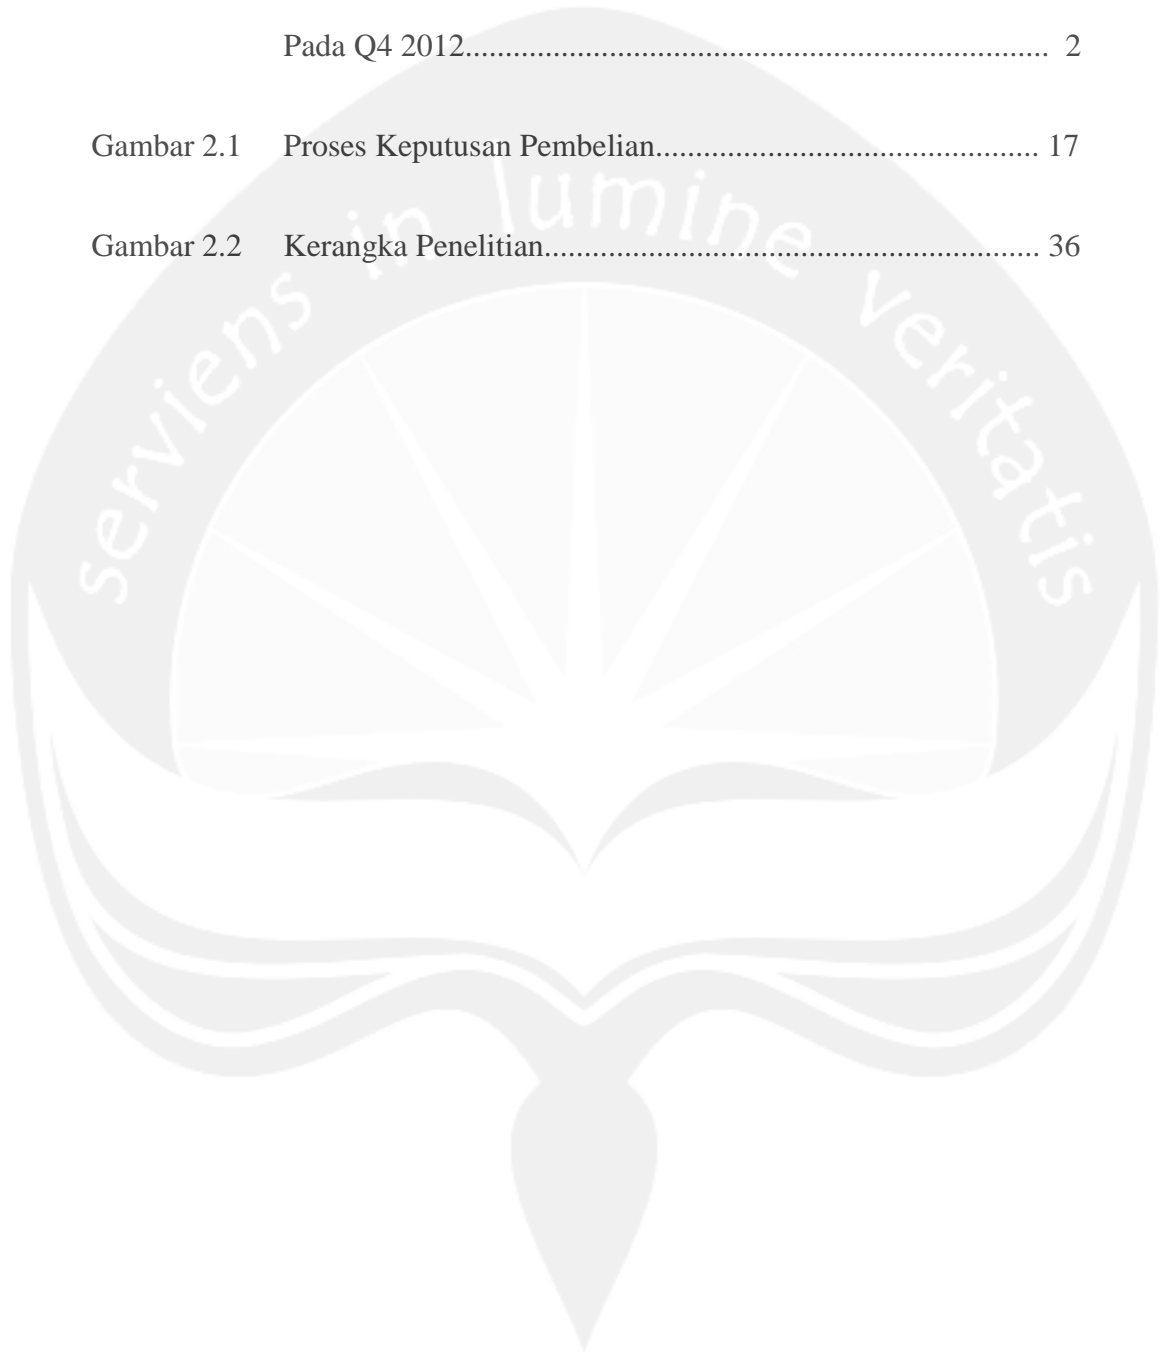 Pada Q4 2012.............................................................................. 2
Gambar 2.1 Proses Keputusan Pembelian................................................ 17
Gambar 2.2 Kerangka Penelitian.............................................................. 36
serviens in lumine veritatis